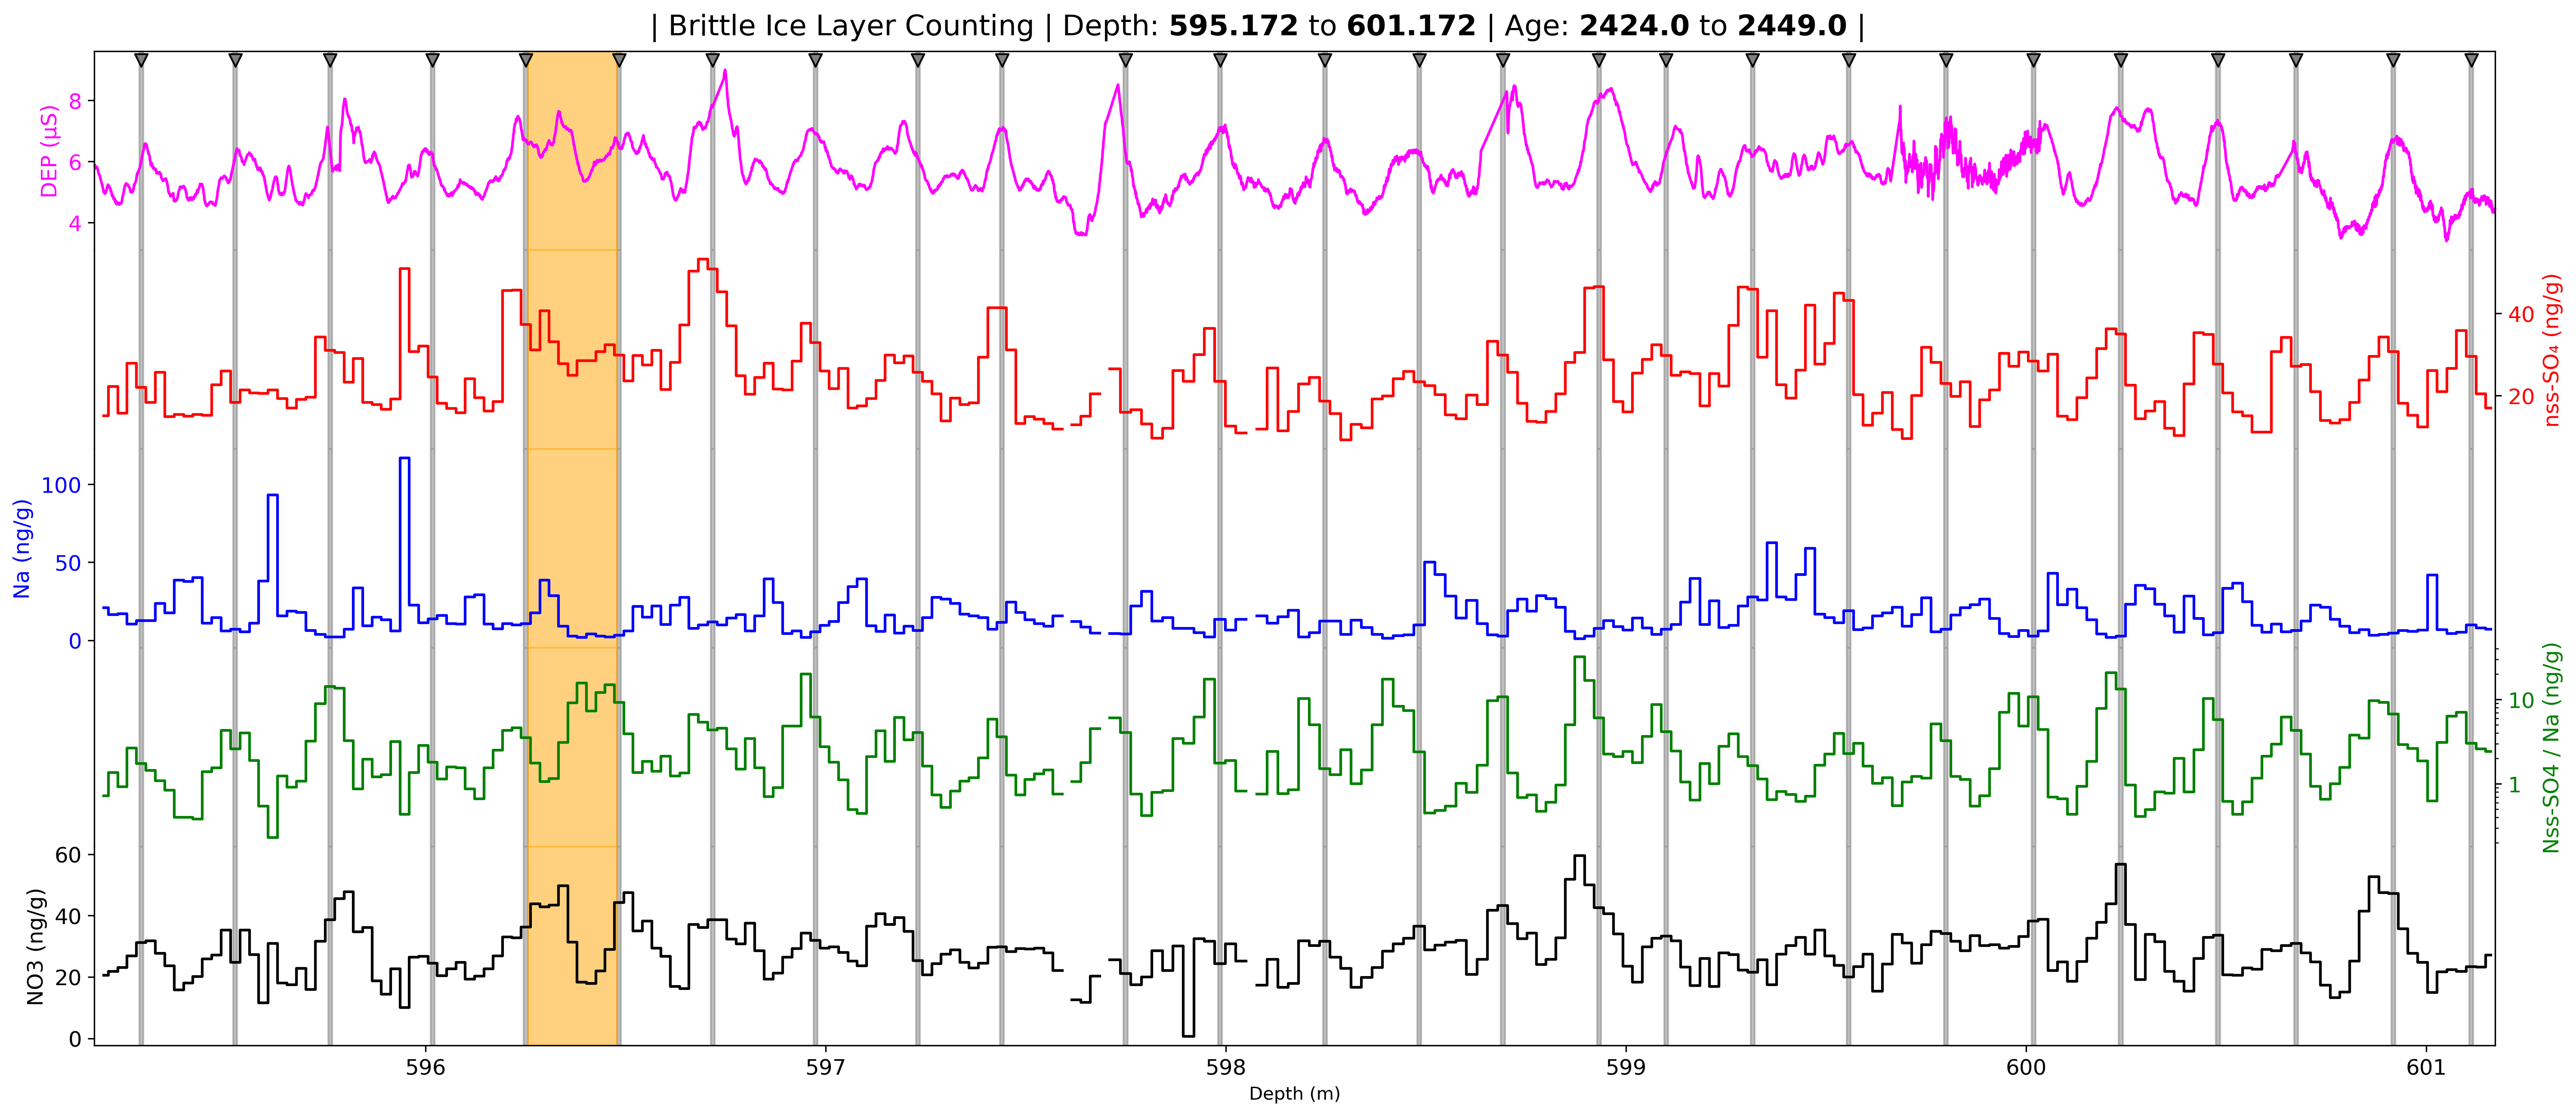 | Brittle Ice Layer Counting | Depth: 595.172 to 601.172 | Age: 2424.0 to 2449.0 |
DEP (µS)
8
6
4
nss-SO₄ (ng/g)
40
20
Na (ng/g)
100
50
0
Nss-SO4 / Na (ng/g)
10
1
NO3 (ng/g)
60
40
20
0
596
597
598
599
600
601
Depth (m)